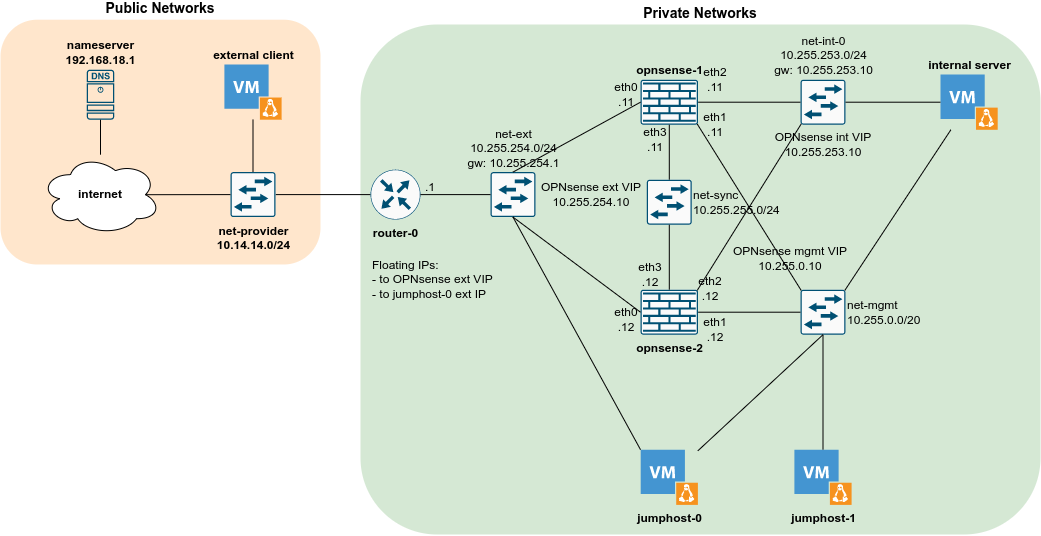 Public Networks
Private Networks
nameserver
192.168.18.1
DNS
external client
VM
internet
net-provider
10.14.14.0/24
router-0
.1
Floating IPs:
- to OPNsense ext VIP
- to jumphost-0 ext IP
net-ext
10.255.254.0/24
gw: 10.255.254.1
OPNsense ext VIP
10.255.254.10
opnsense-1
eth0
.11
eth2
.11
eth1
.11
eth3
.11
net-int-0
10.255.253.0/24
gw: 10.255.253.10
OPNsense int VIP
10.255.253.10
internal server
VM
net-sync
10.255.255.0/24
OPNsense mgmt VIP
10.255.0.10
eth3
.12
eth2
.12
eth0
.12
eth1
.12
opnsense-2
net-mgmt
10.255.0.0/20
VM
jumphost-0
VM
jumphost-1